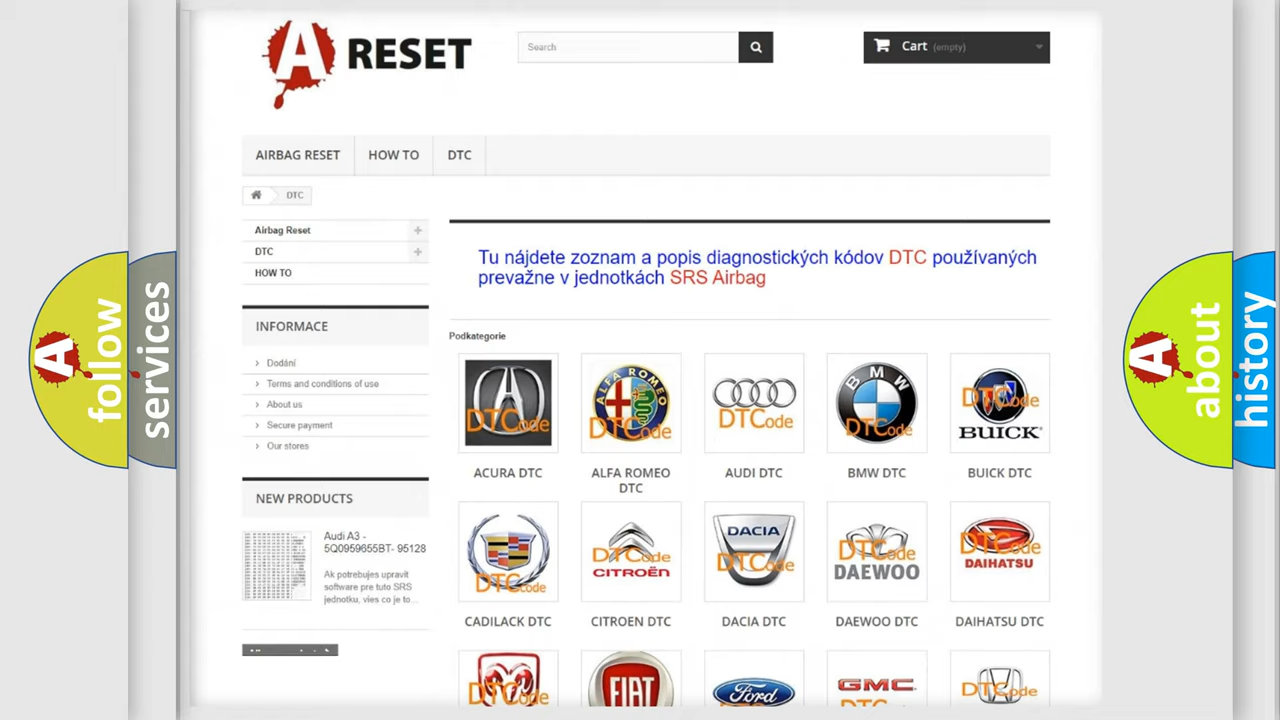 A RESET
Search
Cart (empty)
AIRBAG RESET
HOW TO
DTC
DTC
Airbag Reset
DTC
HOW TO
Tu nájdete zoznam a popis diagnostických kódov DTC používaných
prevažne v jednotkách SRS Airbag
INFORMACE
Dodání
Terms and conditions of use
About us
Secure payment
Our stores
NEW PRODUCTS
Audi A3 -
5Q0959655BT- 95128
Ak potrebujes upravit
software pre tuto SRS
jednotku, vies co je to...
Podkategorie
DTCode
ALFA ROMEO
DTCode
DTCode
BMW
DTCode
DTCode
BUICK
ACURA DTC
ALFA ROMEO
DTC
AUDI DTC
BMW DTC
BUICK DTC
DTCode
DTCode
CITROËN
DACIA
DTCode
DTCode
DAEWOO
DTCode
DAIHATSU
CADILACK DTC
CITROEN DTC
DACIA DTC
DAEWOO DTC
DAIHATSU DTC
DTCode
FIAT
Ford
GMC
DTCode
A
follow
services
A
about
history